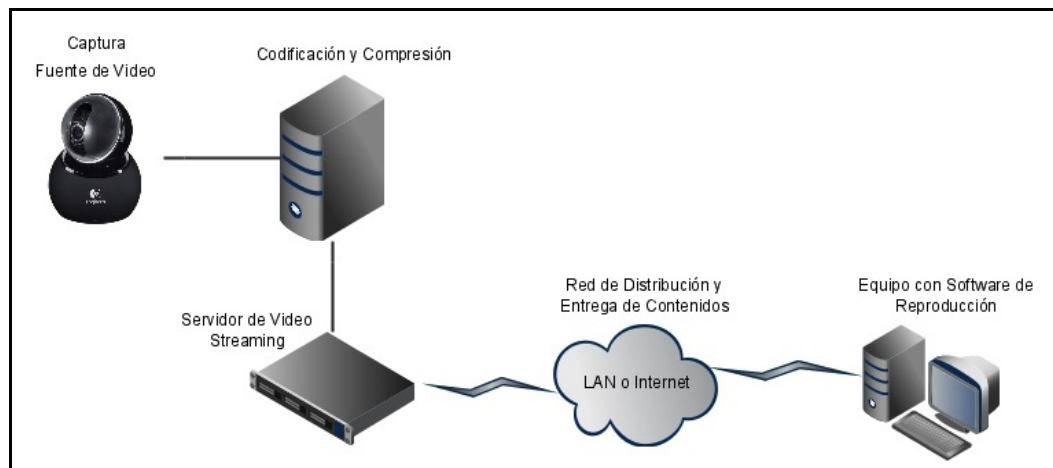 Captura
Fuente de Video
Codificación y Compresión
Servidor de Video
Streaming
Red de Distribución y
Entrega de Contenidos
LAN o Internet
Equipo con Software de
Reproducción